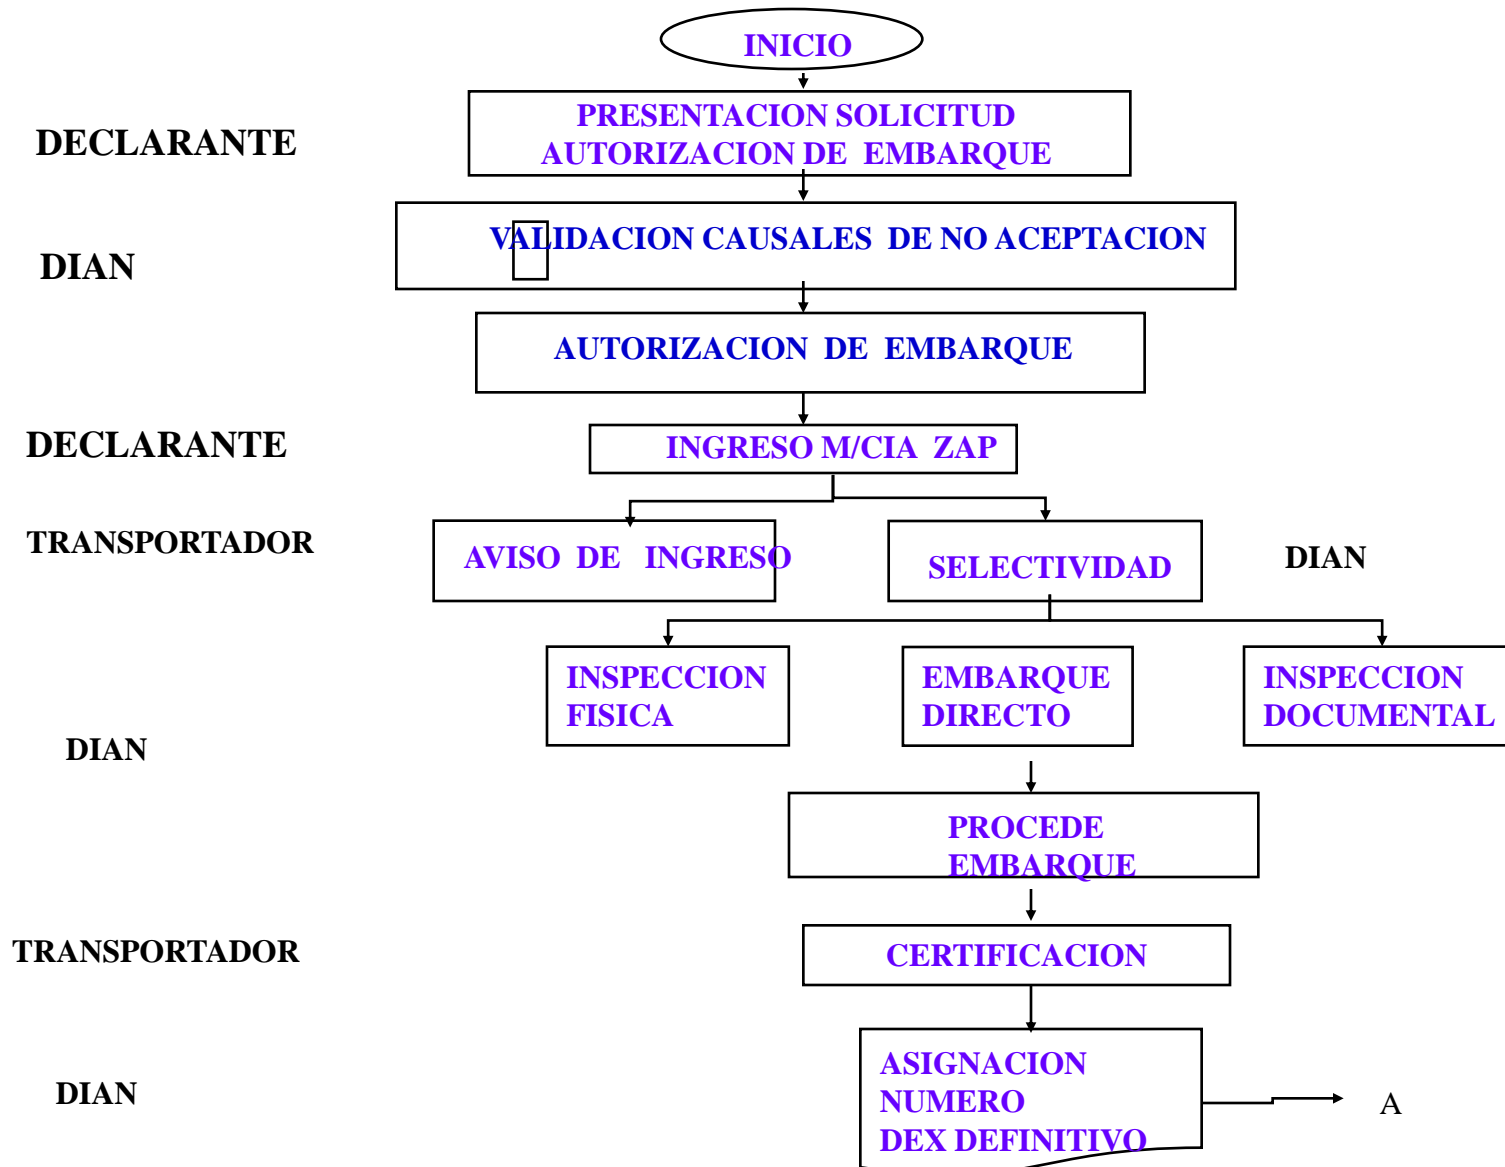 INICIO
DECLARANTE
PRESENTACION SOLICITUD
AUTORIZACION DE EMBARQUE
DIAN
VALIDACION CAUSALES DE NO ACEPTACION
AUTORIZACION DE EMBARQUE
DECLARANTE
INGRESO M/CIA ZAP
TRANSPORTADOR
AVISO DE INGRESO
SELECTIVIDAD
DIAN
INSPECCION
FISICA
EMBARQUE
DIRECTO
INSPECCION
DOCUMENTAL
DIAN
PROCEDE
EMBARQUE
TRANSPORTADOR
CERTIFICACION
DIAN
ASIGNACION
NUMERO
DEX DEFINITIVO
A